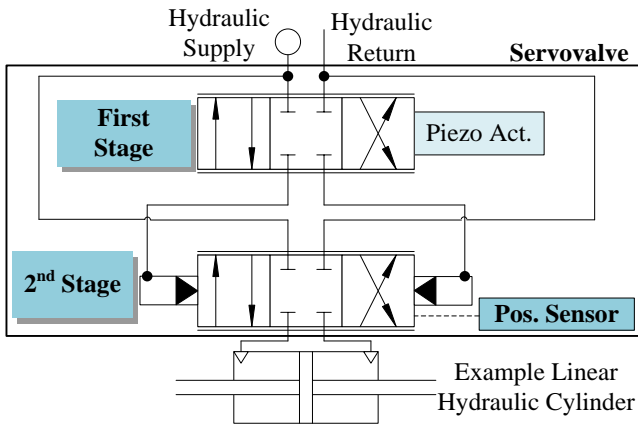 Hydraulic
Supply
Hydraulic
Return
Servovalve
First
Stage
Piezo Act.
2nd Stage
Pos. Sensor
Example Linear
Hydraulic Cylinder